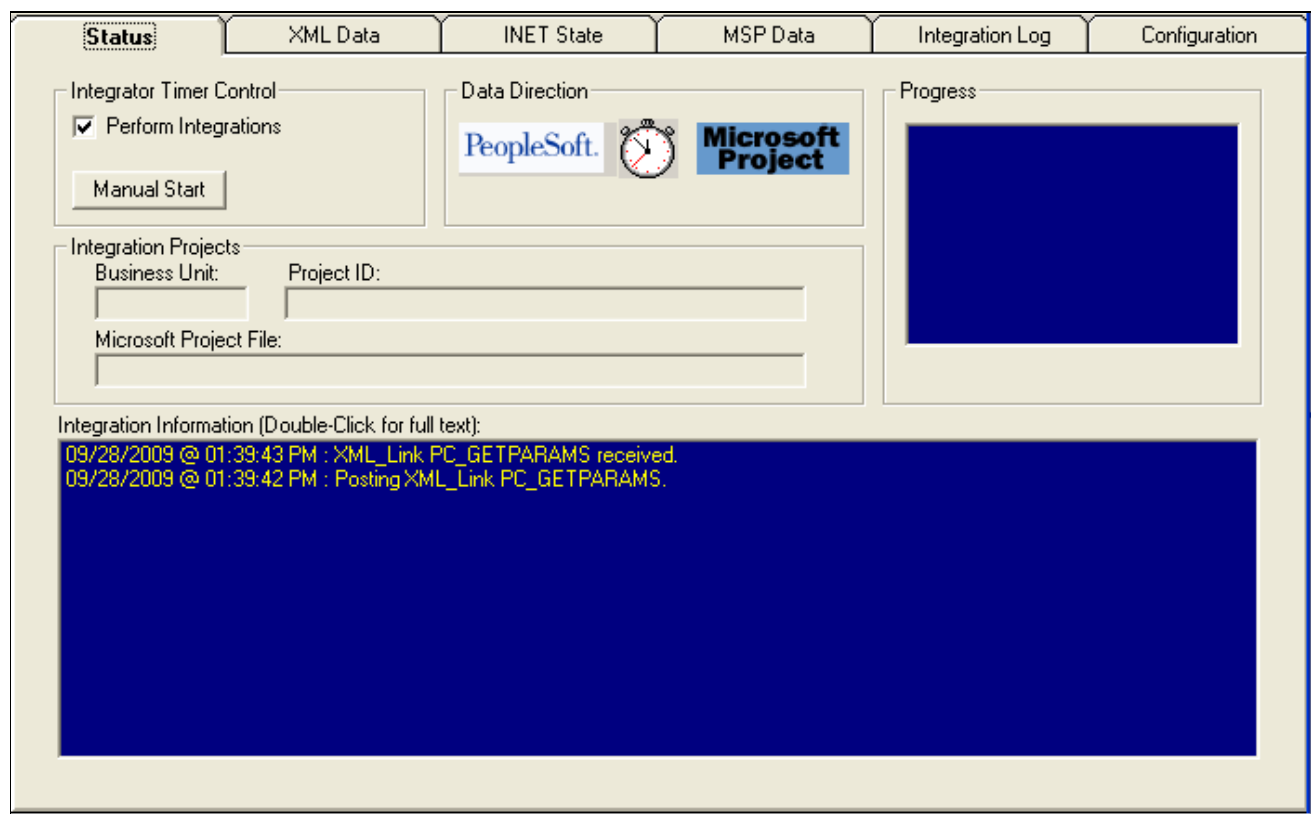 Status XML Data INET State MSP Data Integration Log Configuration
Integrator Timer Control
Perform Integrations
Manual Start
Data Direction
PeopleSoft.
Microsoft
Project
Progress
Integration Projects
Business Unit: Project ID:
Microsoft Project File:
Integration Information (Double-Click for full text):
09/28/2009 @ 01:39:43 PM : XML_Link PC_GETPARAMS received.
09/28/2009 @ 01:39:42 PM : Posting XML_Link PC_GETPARAMS.